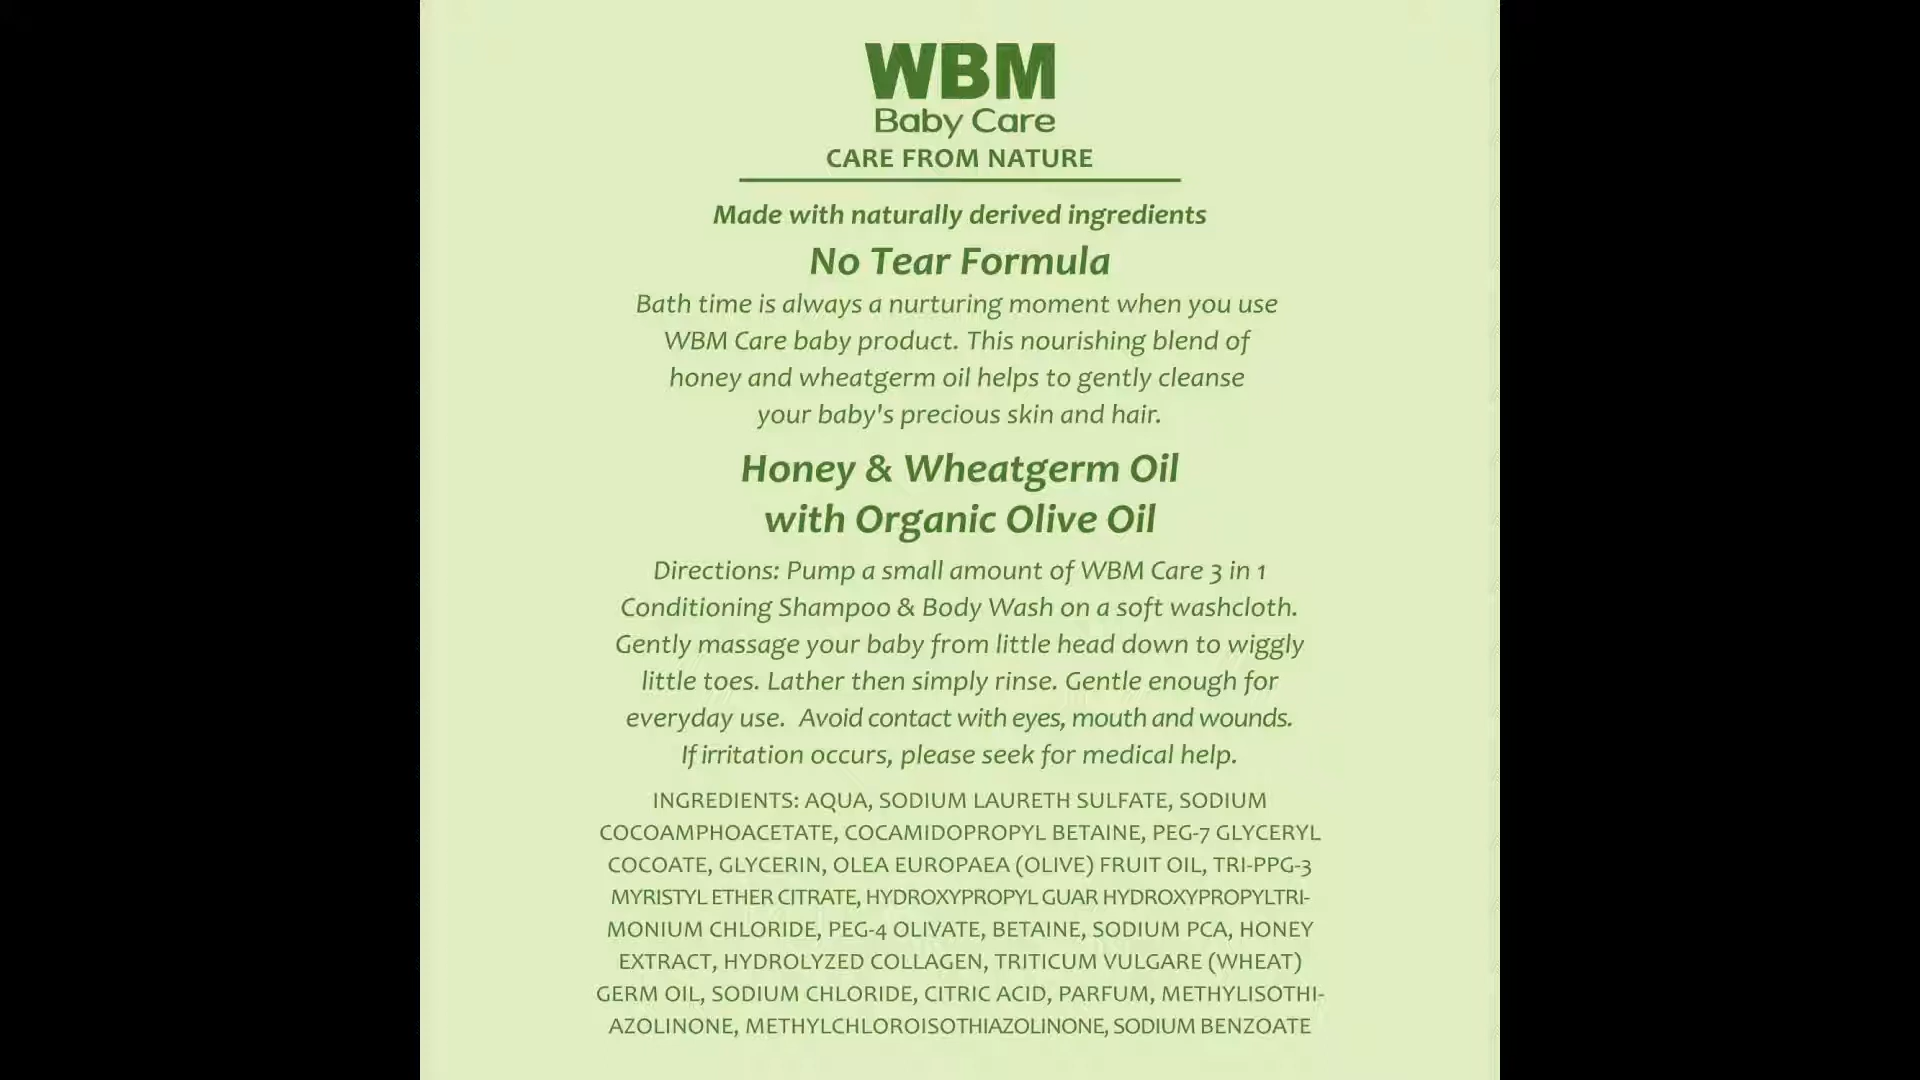 WBM
Baby Care
CARE FROM NATURE
Made with naturally derived ingredients
No Tear Formula
Bath time is always a nurturing moment when you use
WBM Care baby product. This nourishing blend of
honey and wheatgerm oil helps to gently cleanse
your baby's precious skin and hair.
Honey & Wheatgerm Oil
with Organic Olive Oil
Directions: Pump a small amount of WBM Care 3 in 1
Conditioning Shampoo & Body Wash on a soft washcloth.
Gently massage your baby from little head down to wiggly
little toes. Lather then simply rinse. Gentle enough for
everyday use. Avoid contact with eyes, mouth and wounds.
If irritation occurs, please seek for medical help.
INGREDIENTS: AQUA, SODIUM LAURETH SULFATE, SODIUM
COCOAMPHOACETATE, COCAMIDOPROPYL BETAINE, PEG-7 GLYCERYL
COCOATE, GLYCERIN, OLEA EUROPAEA (OLIVE) FRUIT OIL, TRI-PPG-3
MYRISTYL ETHER CITRATE, HYDROXYPROPYL GUAR HYDROXYPROPYLTRI-
MONIUM CHLORIDE, PEG-4 OLIVATE, BETAINE, SODIUM PCA, HONEY
EXTRACT, HYDROLYZED COLLAGEN, TRITICUM VULGARE (WHEAT)
GERM OIL, SODIUM CHLORIDE, CITRIC ACID, PARFUM, METHYLISOTHI-
AZOLINONE, METHYLCHLOROISOTHIAZOLINONE, SODIUM BENZOATE